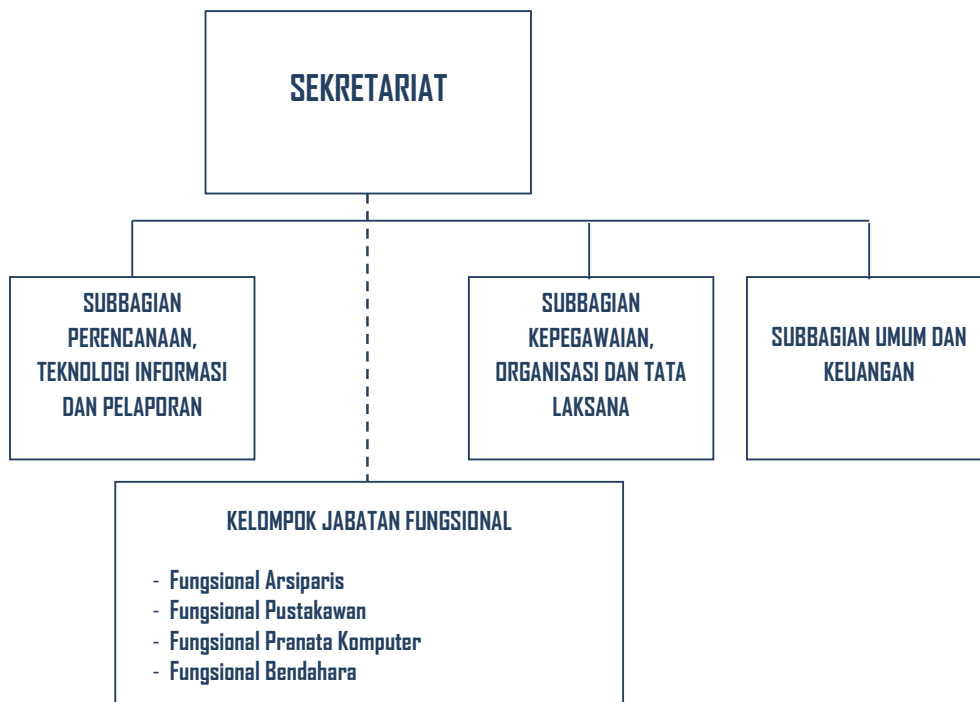 SEKRETARIAT
SUBBAGIAN
PERENCANAAN,
TEKNOLOGI INFORMASI
DAN PELAPORAN
SUBBAGIAN
KEPEGAWAIAN,
ORGANISASI DAN TATA
LAKSANA
SUBBAGIAN UMUM DAN
KEUANGAN
KELOMPOK JABATAN FUNGSIONAL
- Fungsional Arsiparis
- Fungsional Pustakawan
- Fungsional Pranata Komputer
- Fungsional Bendahara